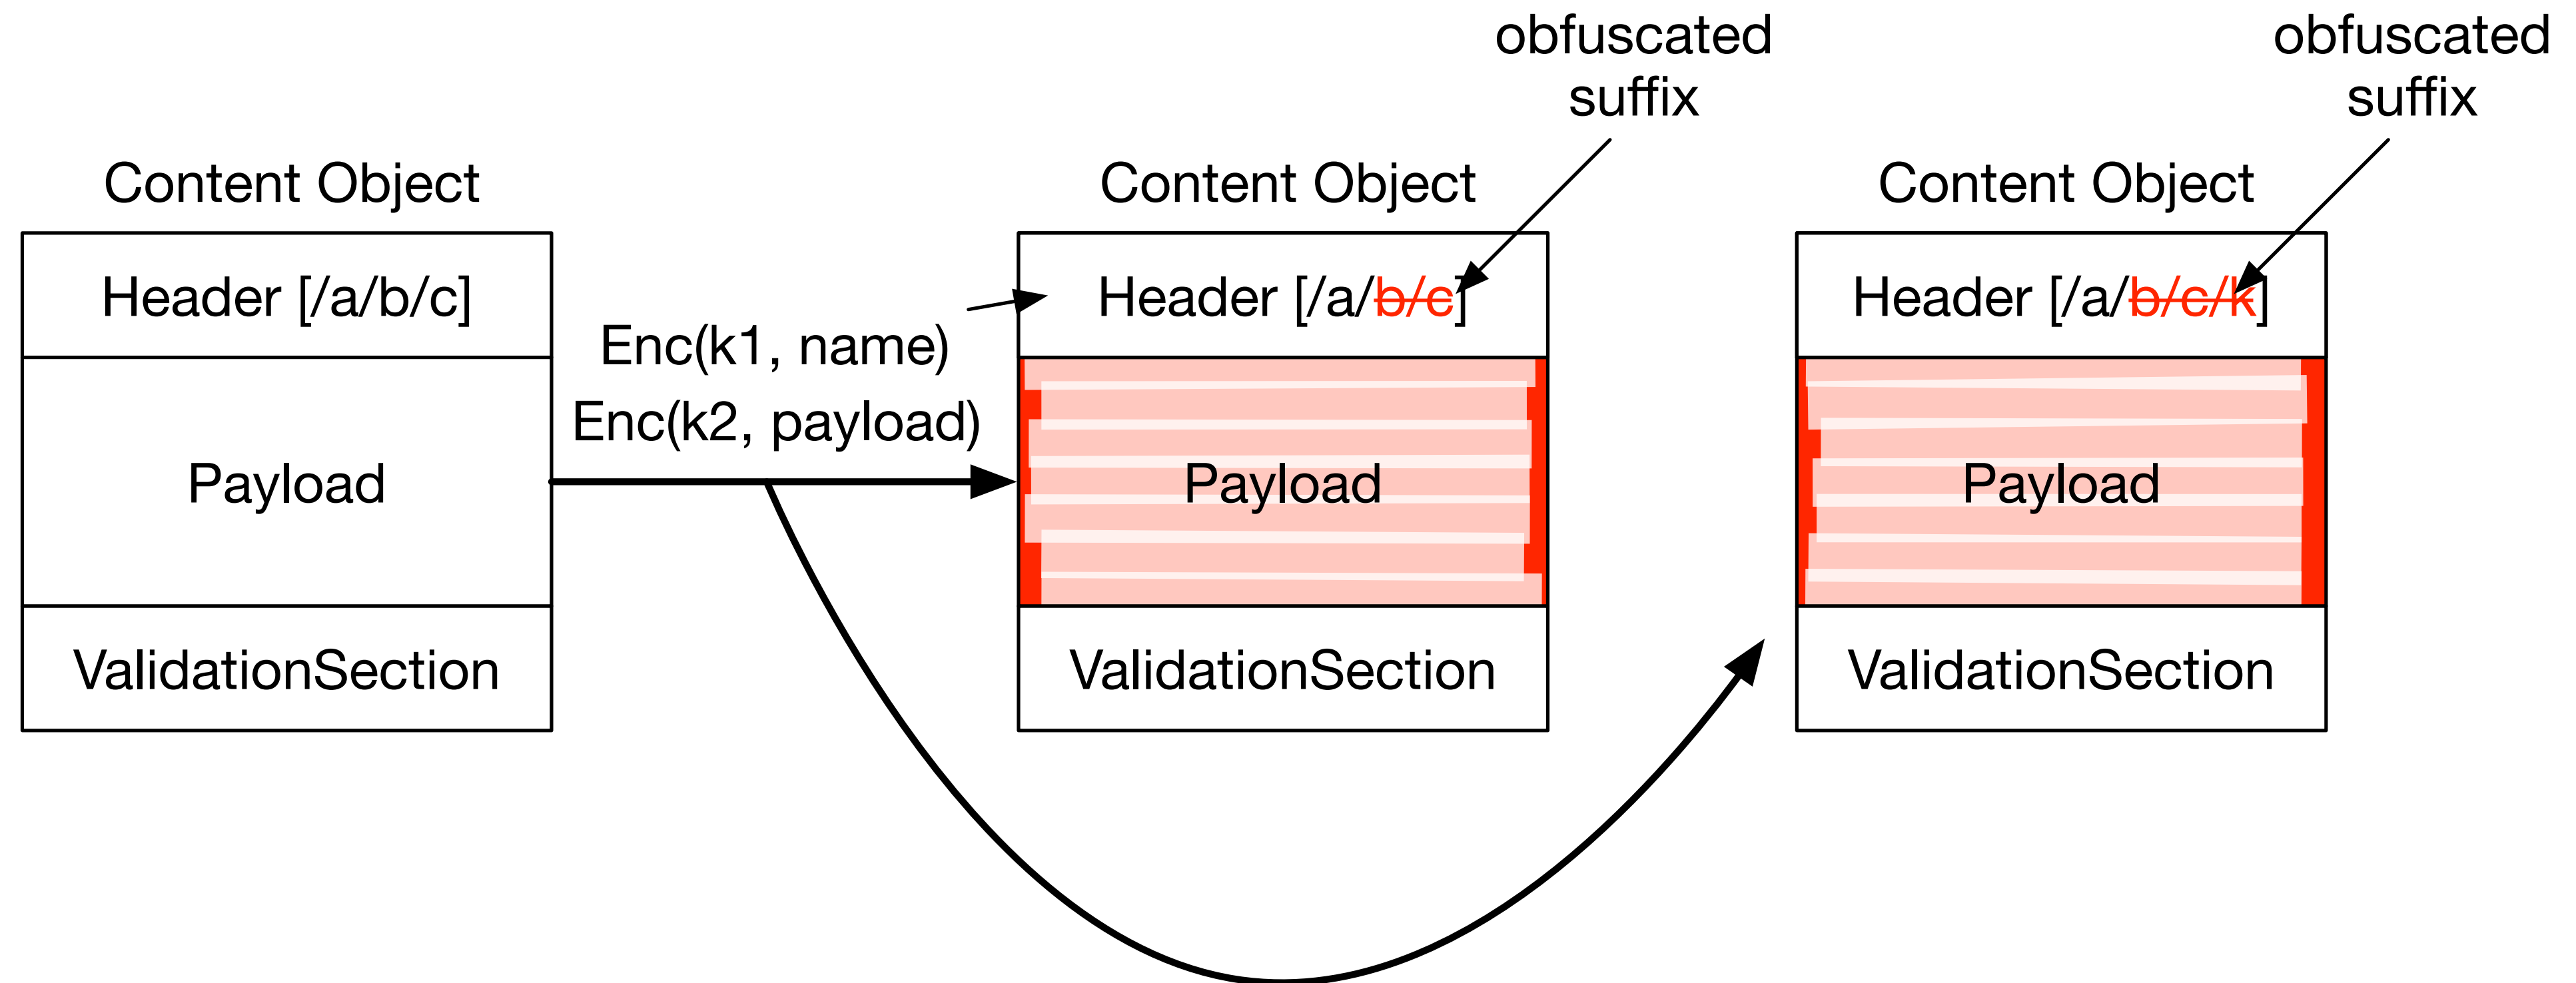 obfuscated
suffix
obfuscated
suffix
Content Object
Content Object
Content Object
Header [/a/b/c]
Header [/a/b/c]
Header [/a/b/c/k]
Enc(k1, name)
Enc(k2, payload)
Payload
Payload
Payload
ValidationSection
ValidationSection
ValidationSection